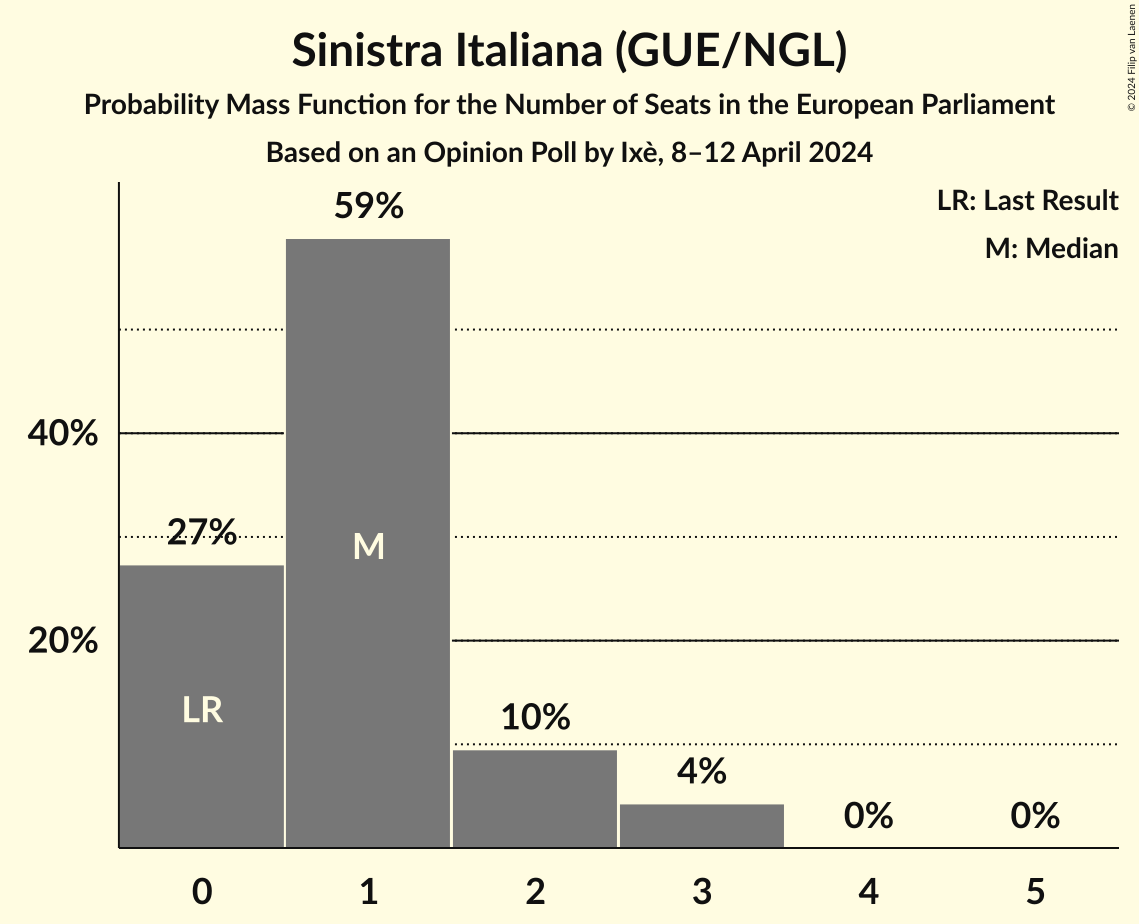 Sinistra Italiana (GUE/NGL)
Probability Mass Function for the Number of Seats in the European Parliament
Based on an Opinion Poll by Ixè, 8–12 April 2024
© 2024 Filip van Laenen
LR: Last Result
M: Median
59%
40%
27%
M
20%
LR
10%
4%
0% 0%
0 1 2 3 4 5